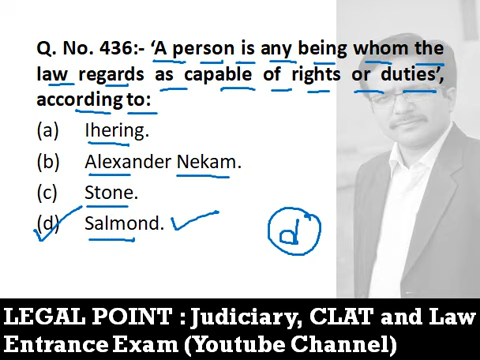 Q. No. 436:- ‘A person is any being whom the
law regards as capable of rights or duties’,
according to:
(a) Ihering.
(b) Alexander Nekam.
(c) Stone.
(d) Salmond.
d
LEGAL POINT : Judiciary, CLAT and Law
Entrance Exam (Youtube Channel)